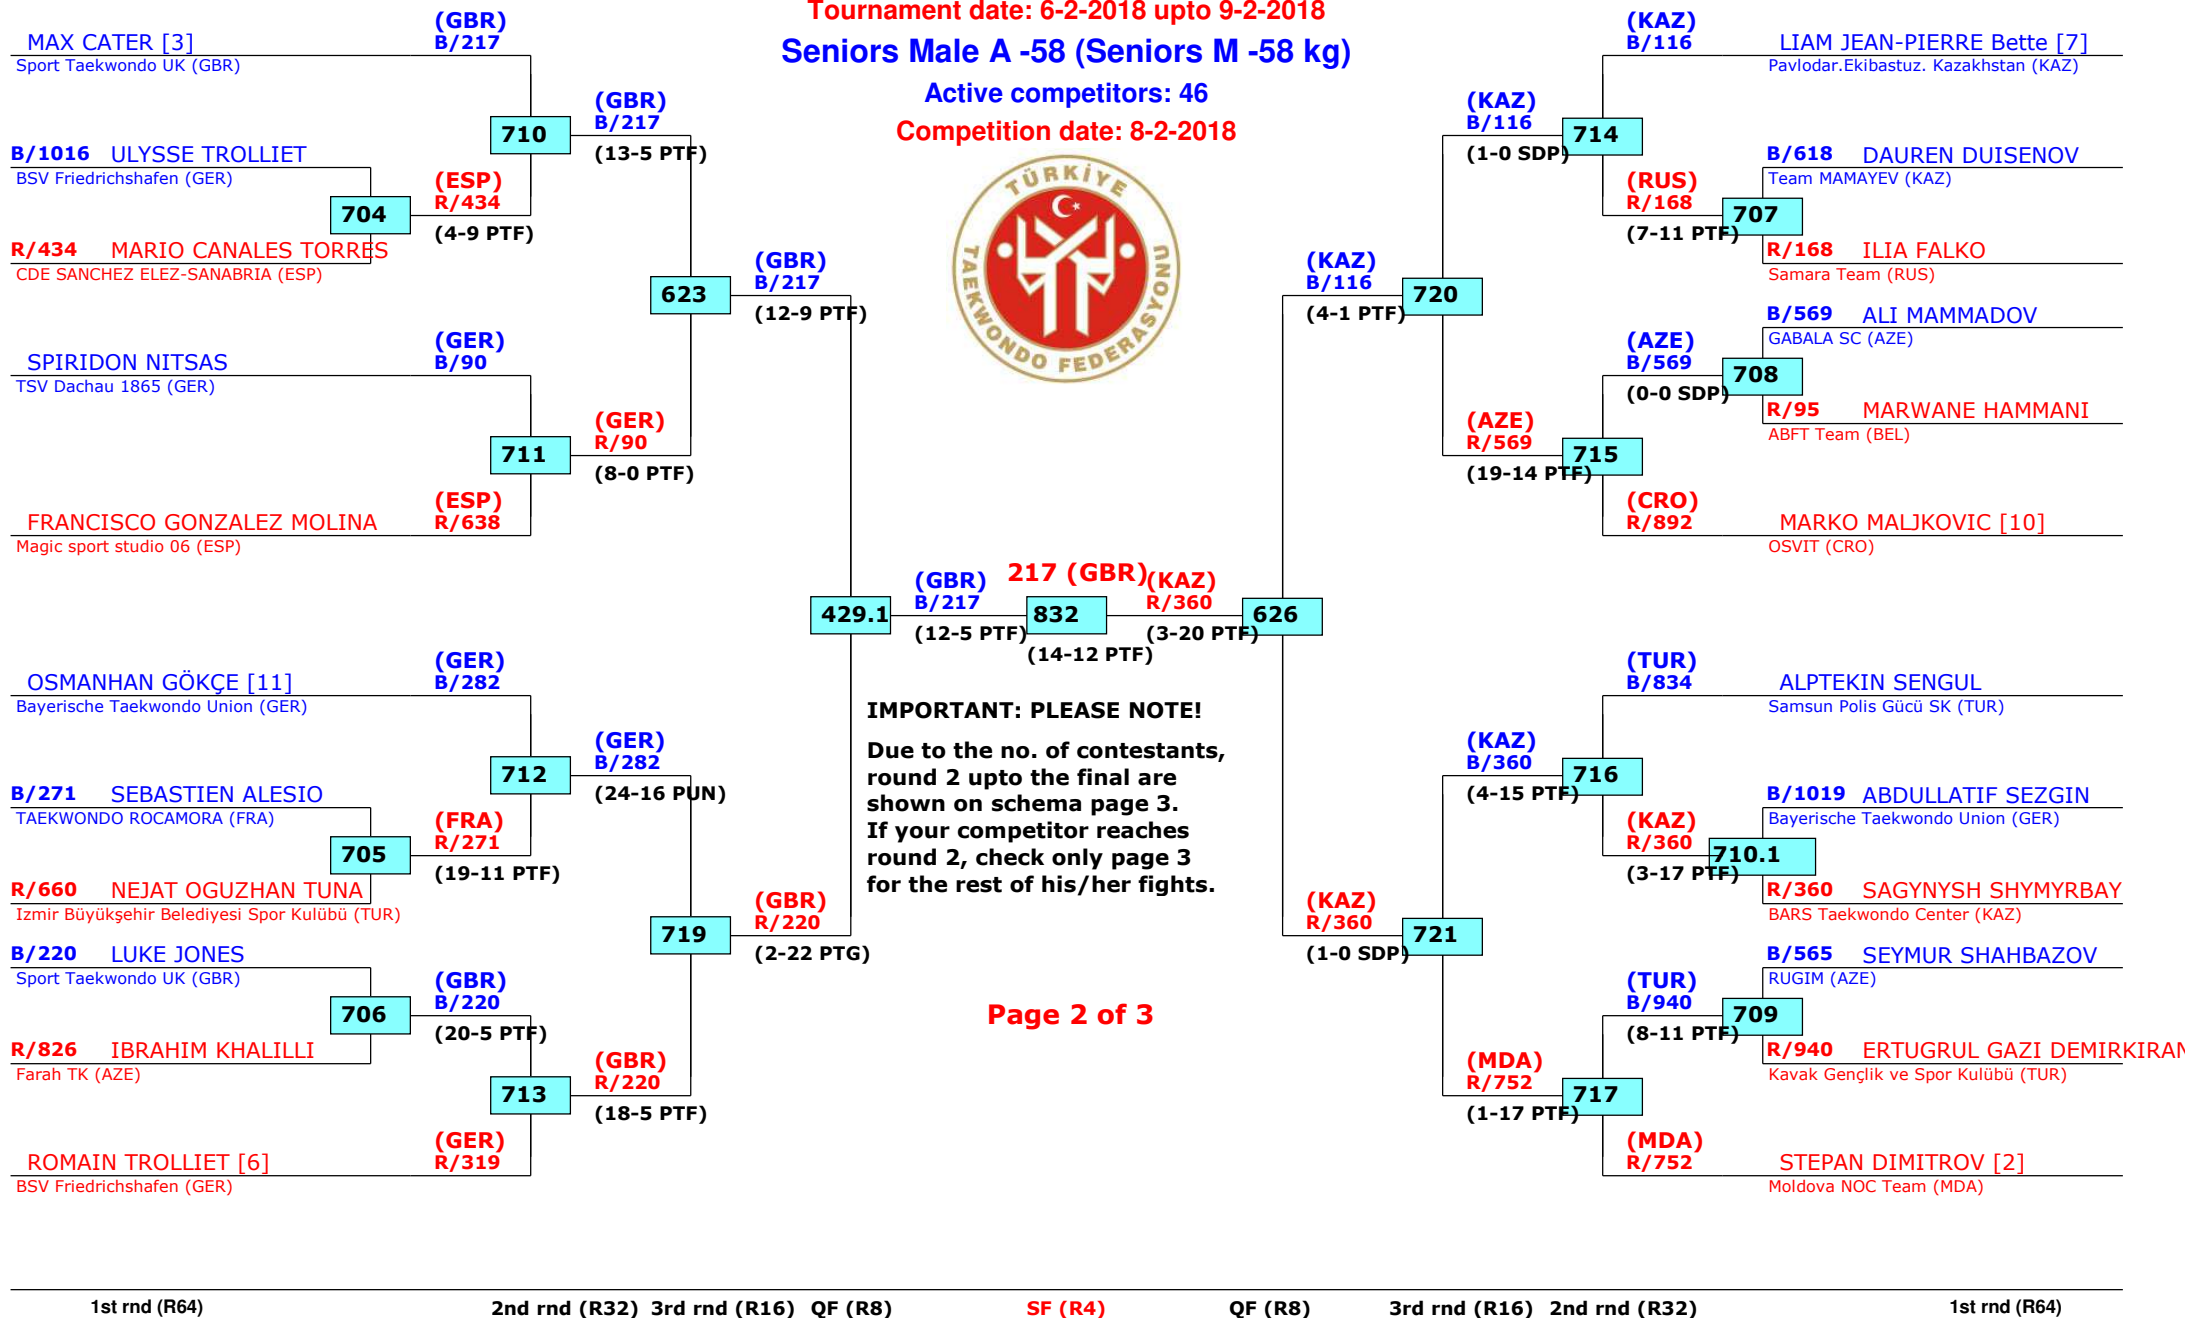 Tournament date: 6-2-2018 upto 9-2-2018
Seniors Male A -58 (Seniors M -58 kg)
Active competitors: 46
Competition date: 8-2-2018
TÜRKİYE
TAEKWONDO FEDERASYONU
MAX CATER [3]
Sport Taekwondo UK (GBR)
(GBR)
B/217
B/1016 ULYSSE TROLLIET
BSV Friedrichshafen (GER)
704
R/434 MARIO CANALES TORRES
CDE SANCHEZ ELEZ-SANABRIA (ESP)
(ESP)
R/434
(4-9 PTF)
710
(GBR)
B/217
(13-5 PTF)
SPIRIDON NITSAS
TSV Dachau 1865 (GER)
(GER)
B/90
711
(GER)
R/90
(8-0 PTF)
FRANCISCO GONZALEZ MOLINA
Magic sport studio 06 (ESP)
(ESP)
R/638
623
(GBR)
B/217
(12-9 PTF)
OSMANHAN GÖKÇE [11]
Bayerische Taekwondo Union (GER)
(GER)
B/282
B/271 SEBASTIEN ALESIO
TAEKWONDO ROCAMORA (FRA)
705
R/660 NEJAT OGUZHAN TUNA
Izmir Büyükşehir Belediyesi Spor Kulübü (TUR)
(FRA)
R/271
(19-11 PTF)
712
(GER)
B/282
(24-16 PUN)
B/220 LUKE JONES
Sport Taekwondo UK (GBR)
706
R/826 IBRAHIM KHALILLI
Farah TK (AZE)
(GBR)
B/220
(20-5 PTF)
713
(GBR)
R/220
(18-5 PTF)
ROMAIN TROLLIET [6]
BSV Friedrichshafen (GER)
(GER)
R/319
719
(GBR)
R/220
(2-22 PTG)
429.1
(GBR)
B/217
(12-5 PTF)
217 (GBR)
832
(14-12 PTF)
(KAZ)
R/360
(3-20 PTF)
626
IMPORTANT: PLEASE NOTE!
Due to the no. of contestants,
round 2 upto the final are
shown on schema page 3.
If your competitor reaches
round 2, check only page 3
for the rest of his/her fights.
Page 2 of 3
(KAZ)
B/116
LIAM JEAN-PIERRE Bette [7]
Pavlodar.Ekibastuz. Kazakhstan (KAZ)
(KAZ)
B/116
(1-0 SDP)
714
B/618 DAUREN DUISENOV
Team MAMAYEV (KAZ)
(RUS)
R/168
(7-11 PTF)
707
R/168 ILIA FALKO
Samara Team (RUS)
(KAZ)
B/116
(4-1 PTF)
720
B/569 ALI MAMMADOV
GABALA SC (AZE)
(AZE)
B/569
(0-0 SDP)
708
R/95 MARWANE HAMMANI
ABFT Team (BEL)
(AZE)
R/569
(19-14 PTF)
715
(CRO)
R/892
MARKO MALJKOVIC [10]
OSVIT (CRO)
(TUR)
B/834
ALPTEKIN SENGUL
Samsun Polis Gücü SK (TUR)
(KAZ)
B/360
(4-15 PTF)
716
B/1019 ABDULLATIF SEZGIN
Bayerische Taekwondo Union (GER)
(KAZ)
R/360
(3-17 PTF)
710.1
R/360 SAGYNYSH SHYMYRBAY
BARS Taekwondo Center (KAZ)
(KAZ)
R/360
(1-0 SDP)
721
B/565 SEYMUR SHAHBAZOV
RUGIM (AZE)
(TUR)
B/940
(8-11 PTF)
709
R/940 ERTUGRUL GAZI DEMIRKIRAN
Kavak Gençlik ve Spor Kulübü (TUR)
(MDA)
R/752
(1-17 PTF)
717
(MDA)
R/752
STEPAN DIMITROV [2]
Moldova NOC Team (MDA)
1st rnd (R64) 2nd rnd (R32) 3rd rnd (R16) QF (R8) SF (R4) QF (R8) 3rd rnd (R16) 2nd rnd (R32) 1st rnd (R64)